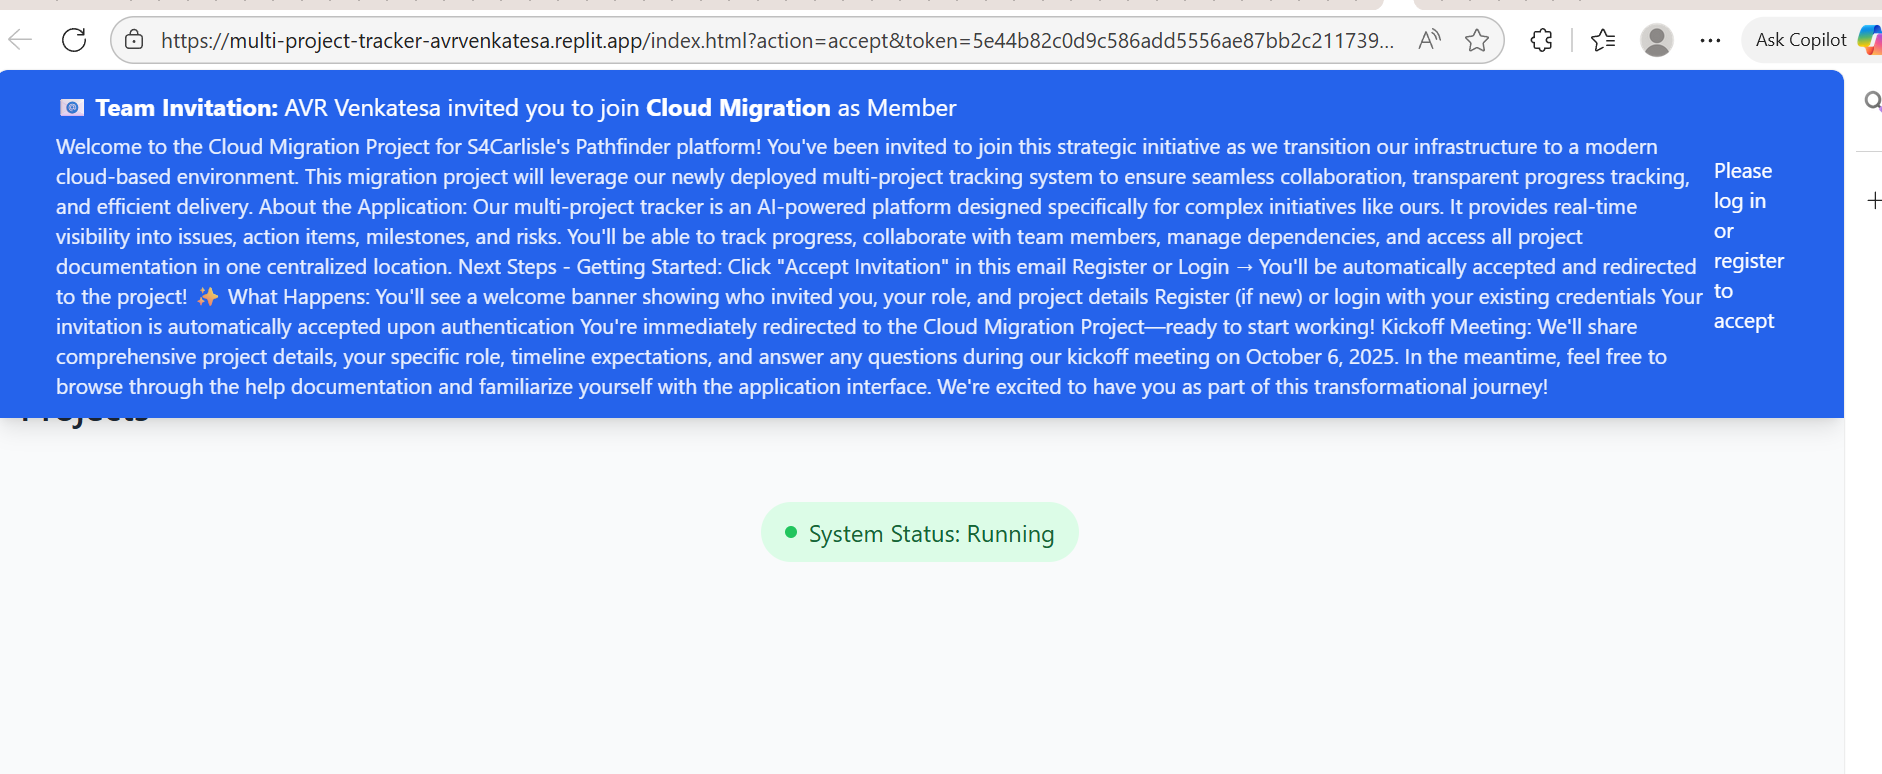 https://multi-project-tracker-avrvenkatesa.replit.app/index.html?action=accept&token=5e44b82c0d9c586add5556ae87bb2c211739...
Ask Copilot
Team Invitation: AVR Venkatesa invited you to join Cloud Migration as Member
Welcome to the Cloud Migration Project for S4Carlisle's Pathfinder platform! You've been invited to join this strategic initiative as we transition our infrastructure to a modern
cloud-based environment. This migration project will leverage our newly deployed multi-project tracking system to ensure seamless collaboration, transparent progress tracking,
and efficient delivery. About the Application: Our multi-project tracker is an AI-powered platform designed specifically for complex initiatives like ours. It provides real-time
visibility into issues, action items, milestones, and risks. You'll be able to track progress, collaborate with team members, manage dependencies, and access all project
documentation in one centralized location. Next Steps - Getting Started: Click "Accept Invitation" in this email Register or Login → You'll be automatically accepted and redirected
to the project! ✨ What Happens: You'll see a welcome banner showing who invited you, your role, and project details Register (if new) or login with your existing credentials Your
invitation is automatically accepted upon authentication You're immediately redirected to the Cloud Migration Project—ready to start working! Kickoff Meeting: We'll share
comprehensive project details, your specific role, timeline expectations, and answer any questions during our kickoff meeting on October 6, 2025. In the meantime, feel free to
browse through the help documentation and familiarize yourself with the application interface. We're excited to have you as part of this transformational journey!
Please
log in
or
register
to
accept
Projects
System Status: Running